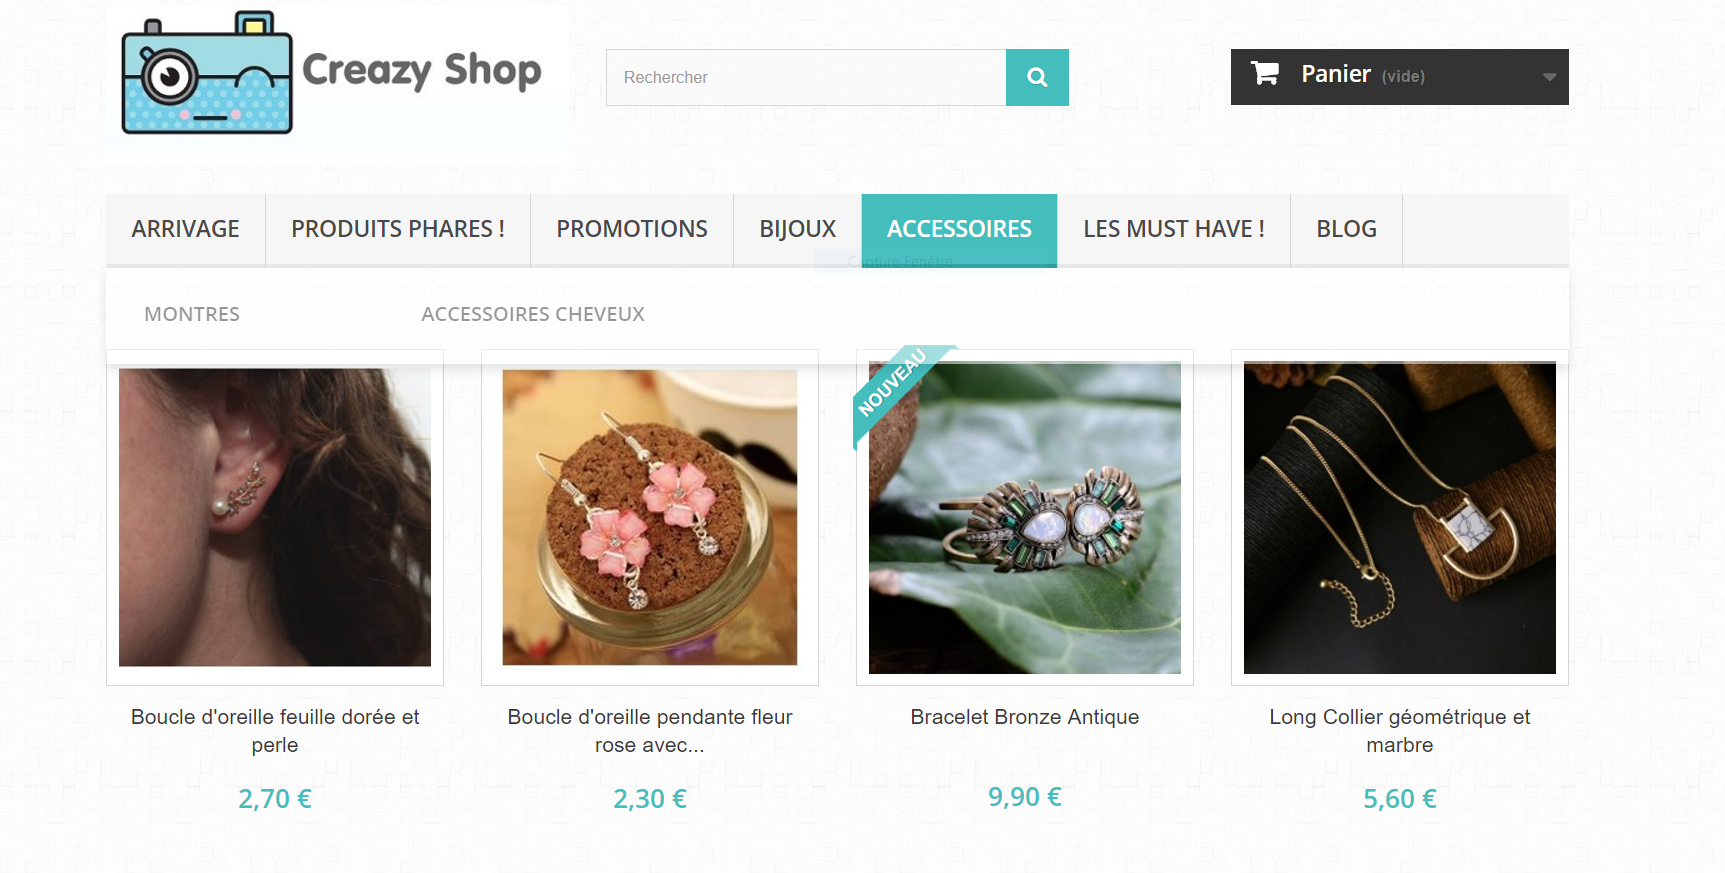 Creazy Shop
Rechercher
Panier (vide)
ARRIVAGE
PRODUITS PHARES !
PROMOTIONS
BIJOUX
ACCESSOIRES
LES MUST HAVE !
BLOG
Capture Fenêtre
MONTRES
ACCESSOIRES CHEVEUX
NOUVEAU
Boucle d'oreille feuille dorée et
perle
2,70 €
Boucle d'oreille pendante fleur
rose avec...
2,30 €
Bracelet Bronze Antique
9,90 €
Long Collier géométrique et
marbre
5,60 €